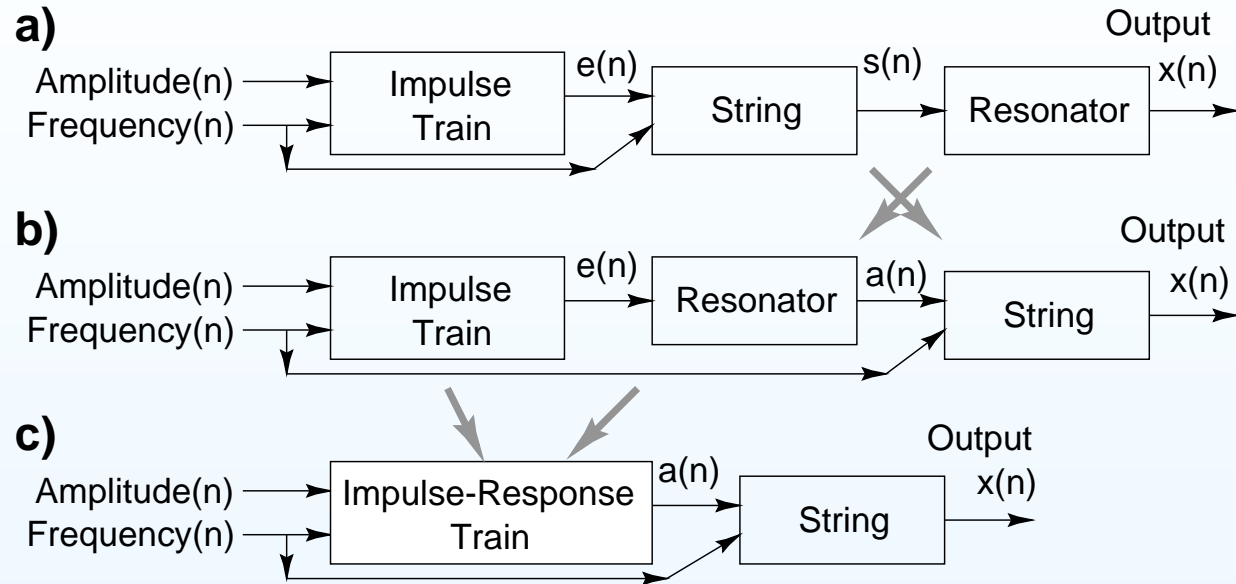 a)
Amplitude(n)
Frequency(n)
Impulse
Train
e(n)
String
s(n)
Resonator
Output
x(n)
b)
Amplitude(n)
Frequency(n)
Impulse
Train
e(n)
Resonator
a(n)
String
Output
x(n)
c)
Amplitude(n)
Frequency(n)
Impulse-Response
Train
a(n)
String
Output
x(n)